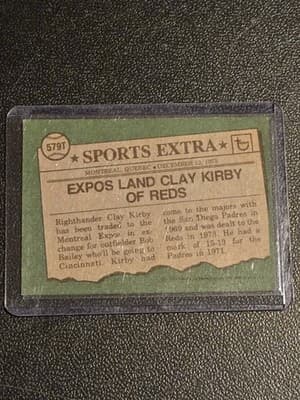 579T
★ SPORTS EXTRA ★
MONTREAL, QUEBEC • DECEMBER 12, 1975
EXPOS LAND CLAY KIRBY
OF REDS
Righthander Clay Kirby
has been traded to the
Montreal Expos in ex-
change for outfielder Bob
Bailey who'll be going to
Cincinnati. Kirby had
come to the majors with
the San Diego Padres in
1969 and was dealt to the
Reds in 1973. He had a
mark of 15-13 for the
Padres in 1971.